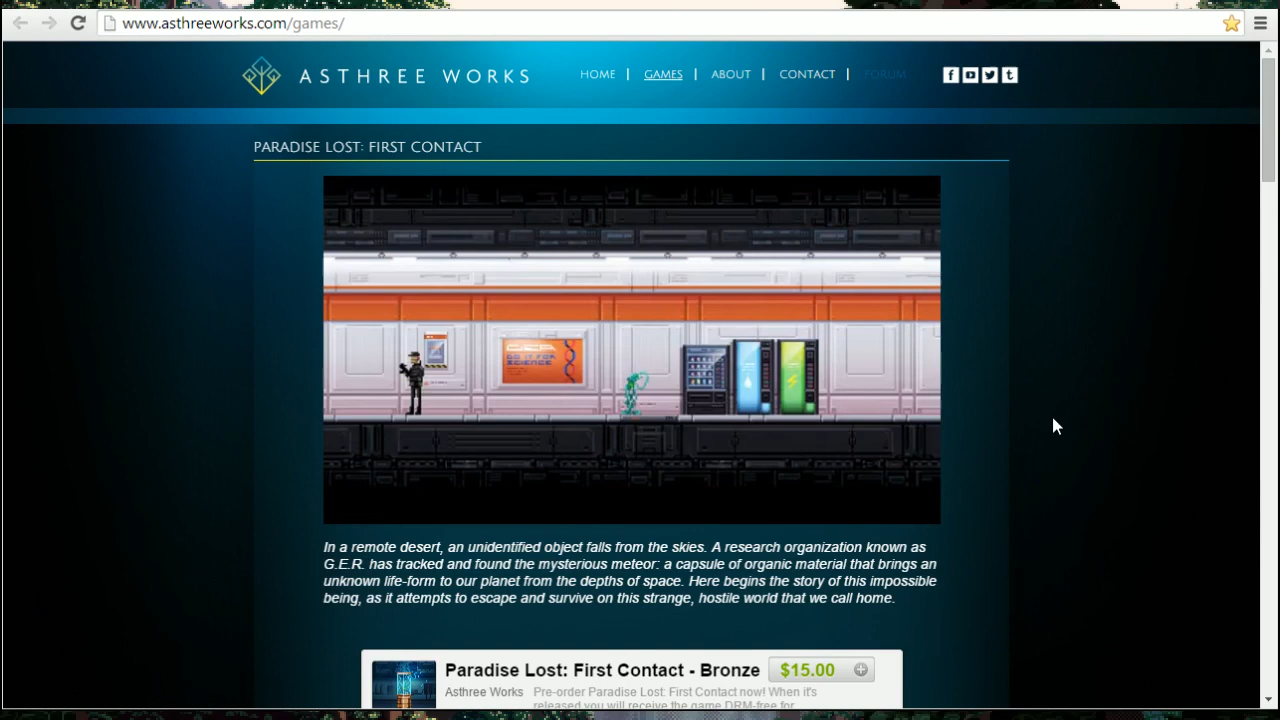 www.asthreeworks.com/games/
ASTHREE WORKS
HOME | GAMES | ABOUT | CONTACT | FORUM
PARADISE LOST: FIRST CONTACT
GO IT FOR
SCIENCE
In a remote desert, an unidentified object falls from the skies. A research organization known as
G.E.R. has tracked and found the mysterious meteor: a capsule of organic material that brings an
unknown life-form to our planet from the depths of space. Here begins the story of this impossible
being, as it attempts to escape and survive on this strange, hostile world that we call home.
Paradise Lost: First Contact - Bronze $15.00
Asthree Works Pre-order Paradise Lost: First Contact now! When it's
released you will receive the game DRM-free for